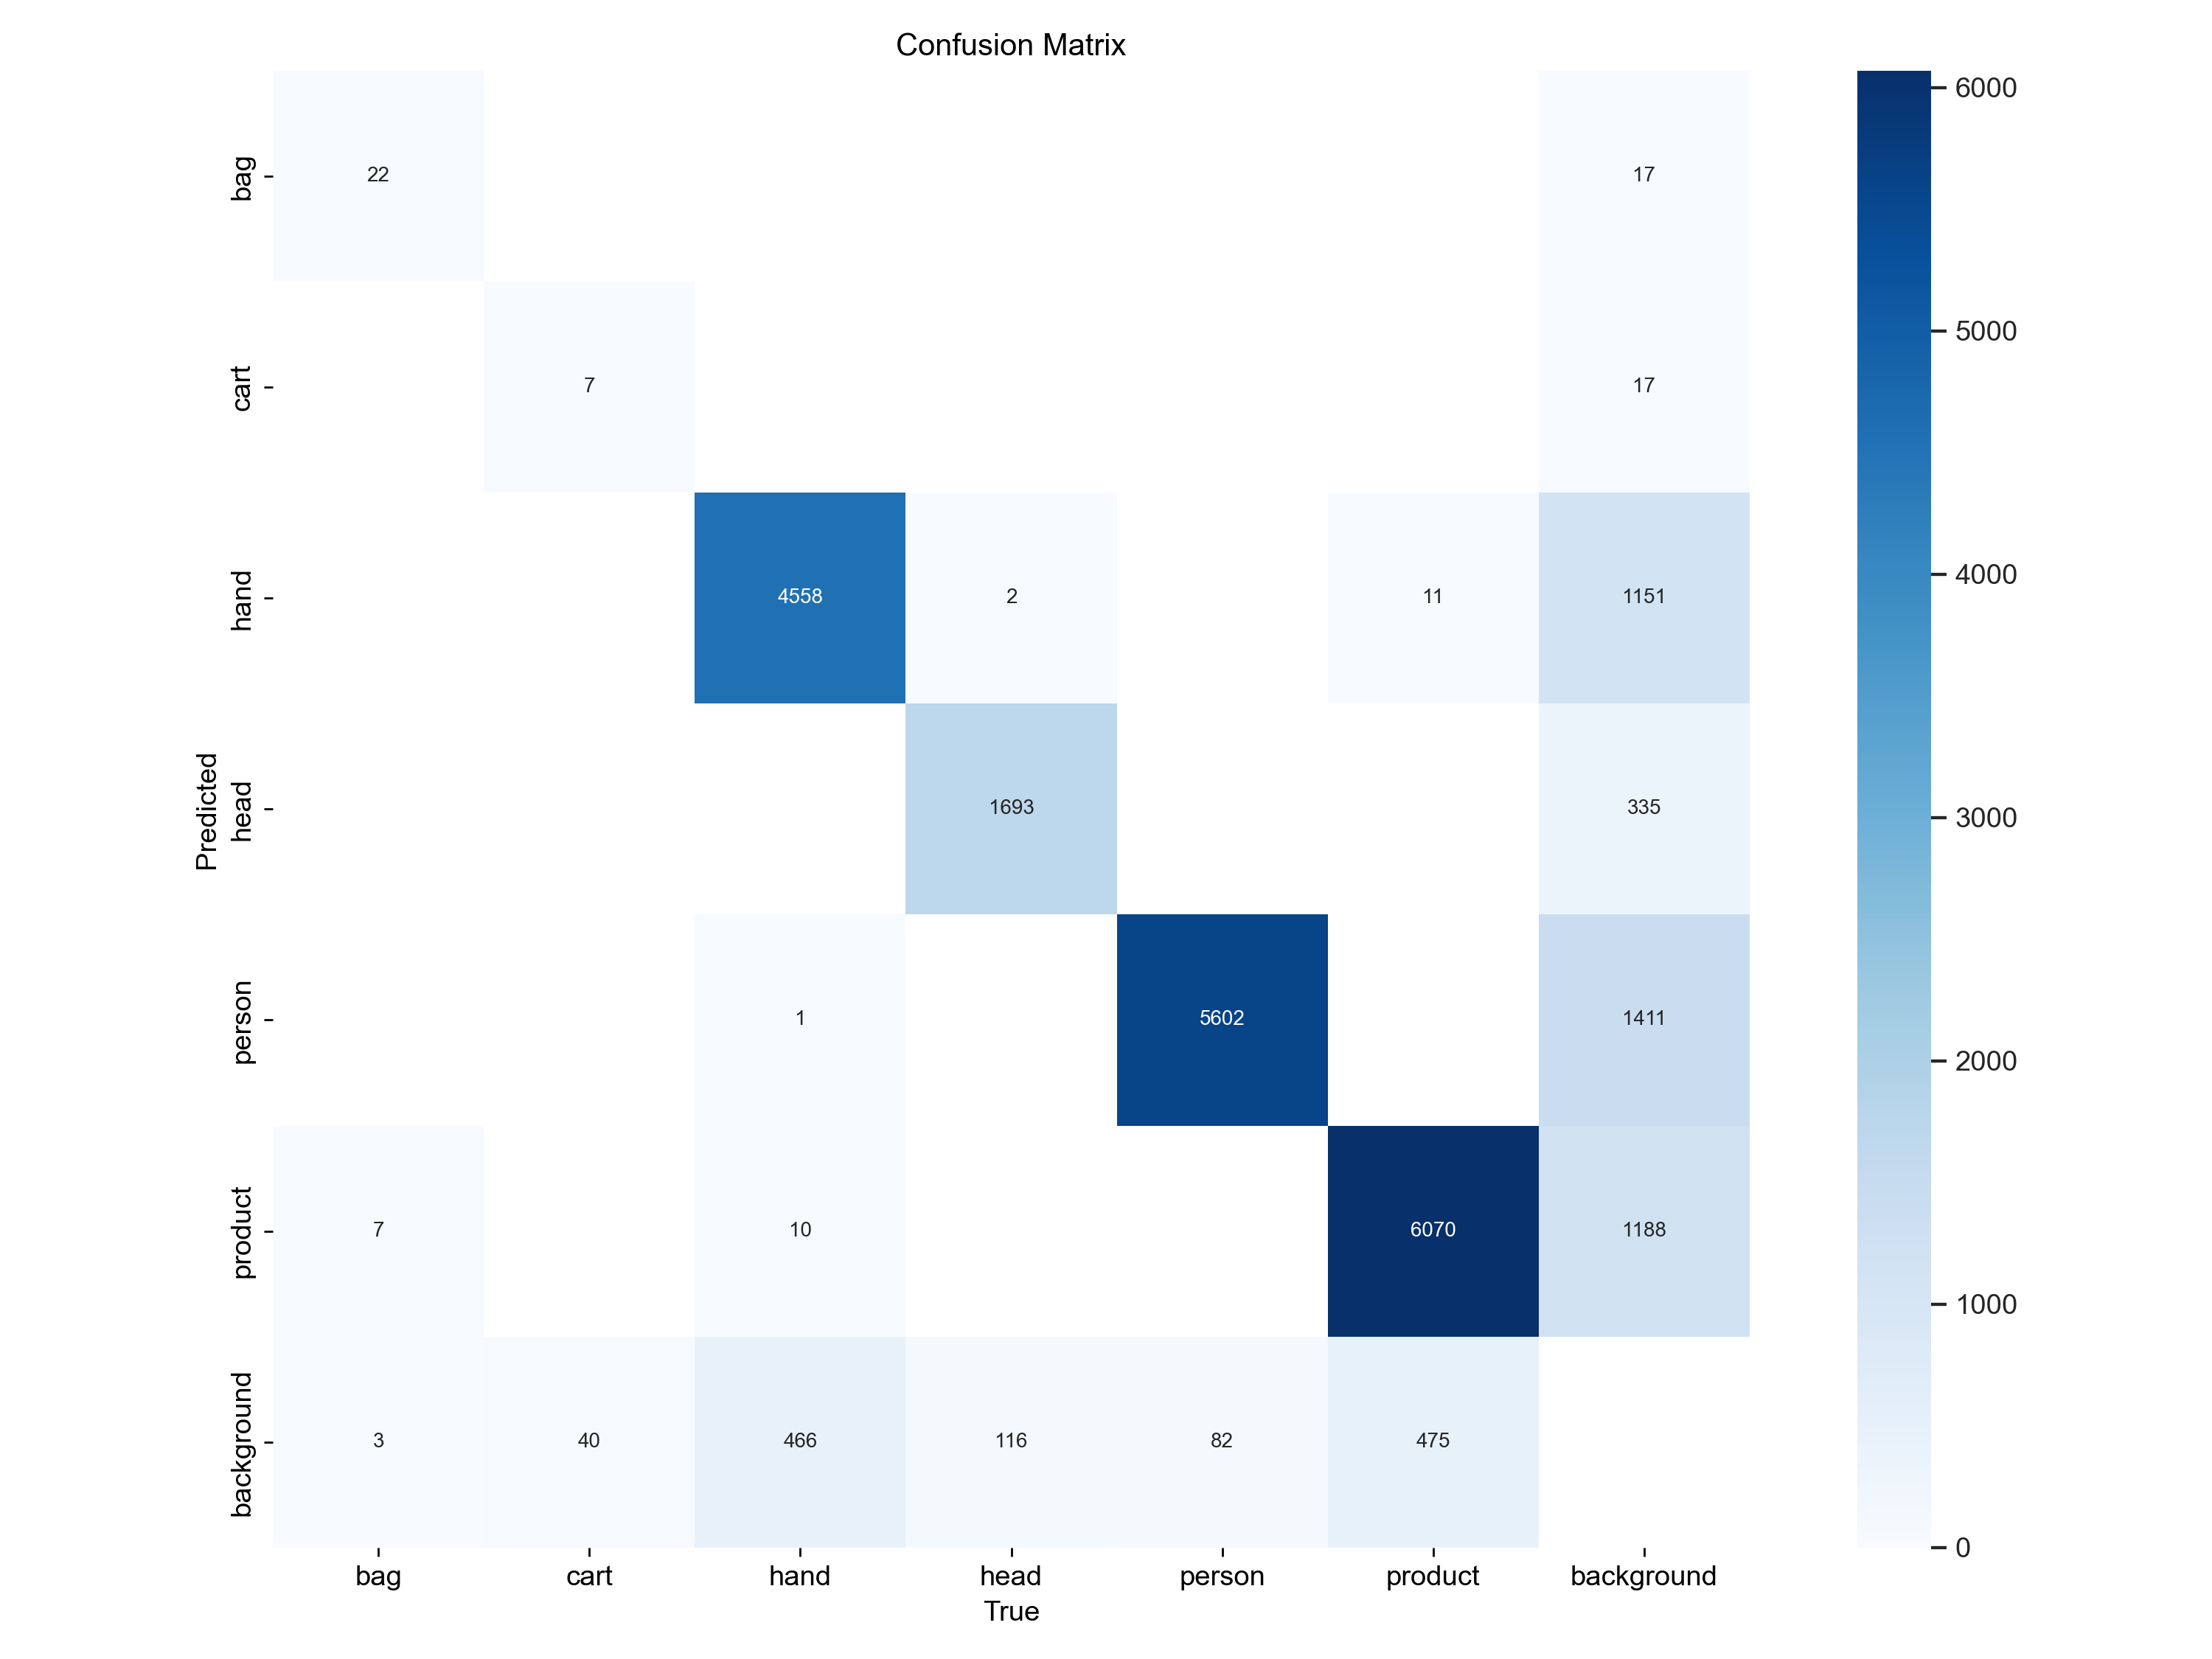 Confusion Matrix
bag
22
17
cart
7
17
hand
4558
2
11
1151
head
1693
335
person
1
5602
1411
product
7
10
6070
1188
background
3
40
466
116
82
475
Predicted
bag
cart
hand
head
person
product
background
True
6000
5000
4000
3000
2000
1000
0